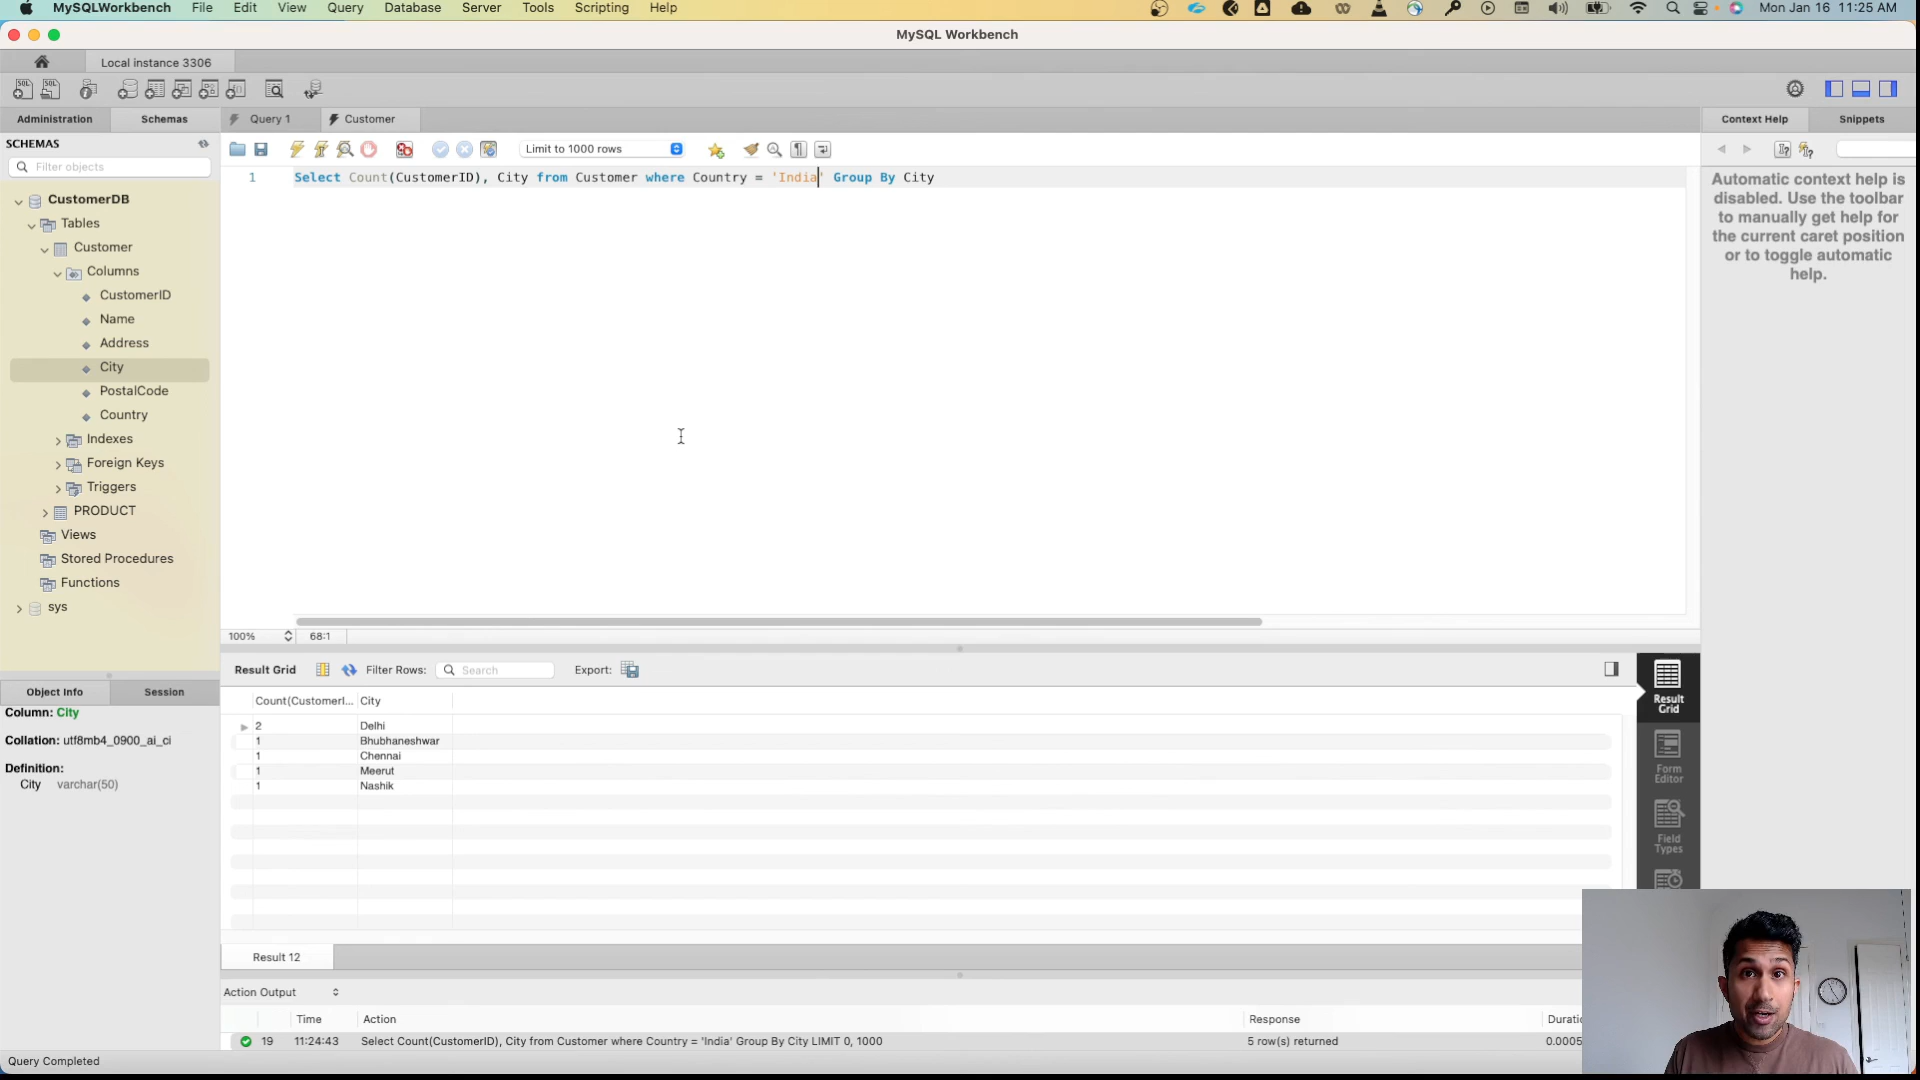 MySQLWorkbench File Edit View Query Database Server Tools Scripting Help Mon Jan 16 11:25 AM
MySQL Workbench
Local instance 3306
Administration Schemas Query 1 Customer Context Help Snippets
SCHEMAS
Limit to 1000 rows
Filter objects
1 Select Count(CustomerID), City from Customer where Country = 'India' Group By City
Automatic context help is
disabled. Use the toolbar
to manually get help for
the current caret position
or to toggle automatic
help.
CustomerDB
Tables
Customer
Columns
CustomerID
Name
Address
City
PostalCode
Country
Indexes
Foreign Keys
Triggers
PRODUCT
Views
Stored Procedures
Functions
sys
100% 68:1
Result Grid Filter Rows: Search Export:
Object Info Session
Column: City
Collation: utf8mb4_0900_ai_ci
Definition:
City varchar(50)
Count(CustomerI... City
2 Delhi
1 Bhubhaneshwar
1 Chennai
1 Meerut
1 Nashik
Result
Grid
Form
Editor
Field
Types
Result 12
Action Output
Time Action Response Durati
19 11:24:43 Select Count(CustomerID), City from Customer where Country = 'India' Group By City LIMIT 0, 1000 5 row(s) returned 0.0005
Query Completed